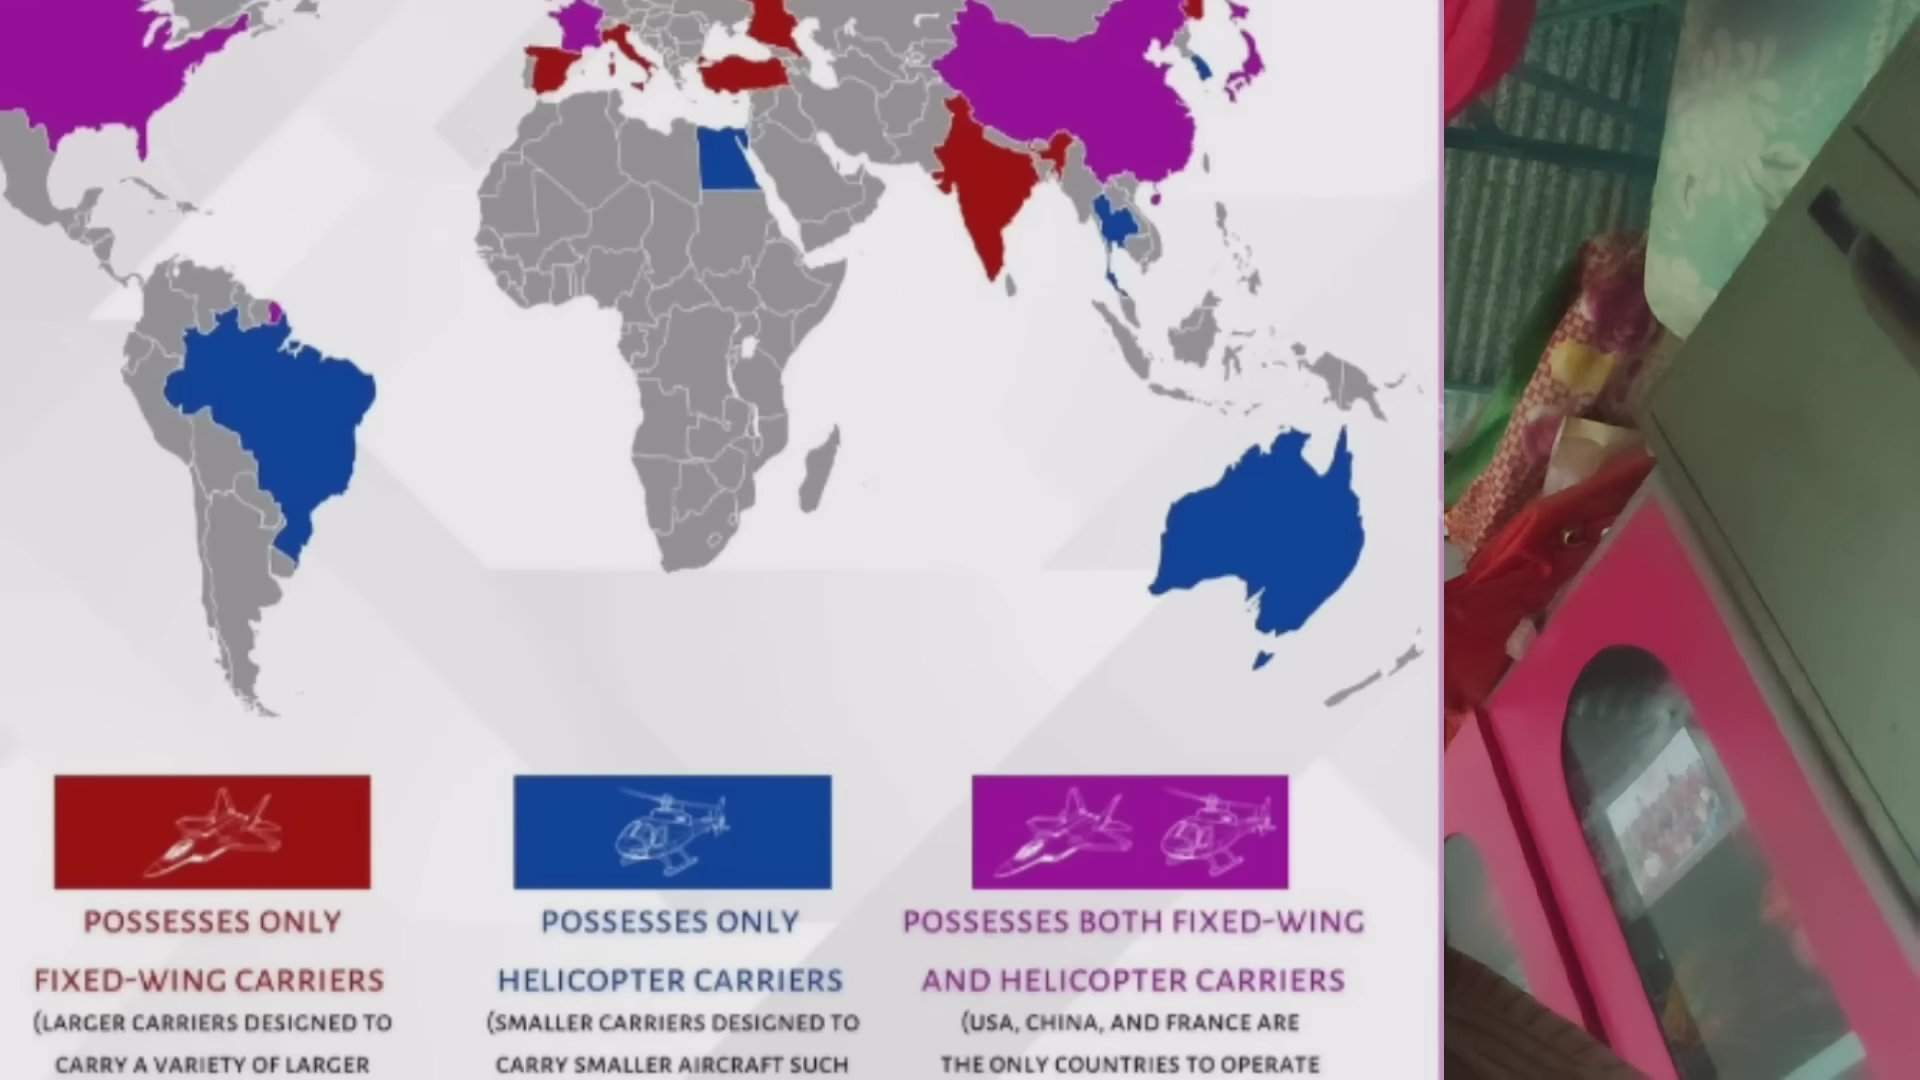 POSSESSES ONLY
FIXED-WING CARRIERS
(LARGER CARRIERS DESIGNED TO
CARRY A VARIETY OF LARGER
POSSESSES ONLY
HELICOPTER CARRIERS
(SMALLER CARRIERS DESIGNED TO
CARRY SMALLER AIRCRAFT SUCH
POSSESSES BOTH FIXED-WING
AND HELICOPTER CARRIERS
(USA, CHINA, AND FRANCE ARE
THE ONLY COUNTRIES TO OPERATE